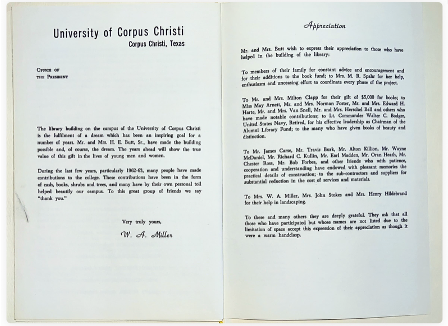 University of Corpus Christi
Corpus Christi, Texas
OFFICE OF
THE PRESIDENT
The library building on the campus of the University of Corpus Christi
is the fulfillment of a dream which has been an inspiring goal for
a number of years. Mr. and Mrs. H. E. Butt, Sr., have made the building
possible and, of course, the dream. The years ahead will show the true
value of this gift in the lives of young men and women.
During the last few years, particularly 1962-63, many people have made
contributions to the college. These contributions have been in the form
of cash, books, shrubs and trees, and many have by their own personal toil
helped beautify our campus. To this great group of friends we say
"thank you."
Very truly yours,
W. A. Miller
Appreciation
Mr. and Mrs. Butt wish to express their appreciation to those who have
helped in the building of the library.
To members of their family for constant advice and encouragement and
for their additions to the book fund; to Mrs. M. R. Spahr for her help,
enthusiasm and unceasing effort to coordinate every phase of the project.
To Mr. and Mrs. Milton Clapp for their gift of $5,000 for books; to
Miss May Arnett, Mr. and Mrs. Norman Porter, Mr. and Mrs. Edward H.
Harte, Mr. and Mrs. Van Snell, Mr. and Mrs. Hershel Ball and others who
have made notable contributions; to Lt. Commander Walker C. Badger,
United States Navy, Retired, for his effective leadership as Chairman of the
Alumni Library Fund; to the many who have given books of beauty and
distinction.
To Mr. James Carse, Mr. Travis Bark, Mr. Alton Killen, Mr. Wayne
McDaniel, Mr. Richard C. Mr. Earl Madden, Mr. Orne Heath, Mr.
Chester Rose, Mr. Bob Forbes, and other friends who with patience,
cooperation and understanding have endowed with pleasant memories the
practical details of construction; to the sub-contractors and suppliers for
substantial reduction in the cost of services and materials.
To Mrs. W. A. Miller, Mrs. John Stokes and Mrs. Henry Hildebrand
for their help in landscaping.
To these and many others they are deeply grateful. They ask that all
those who have participated but whose names are not listed due to the
limitation of space accept this expression of their appreciation as though it
were a warm handclasp.